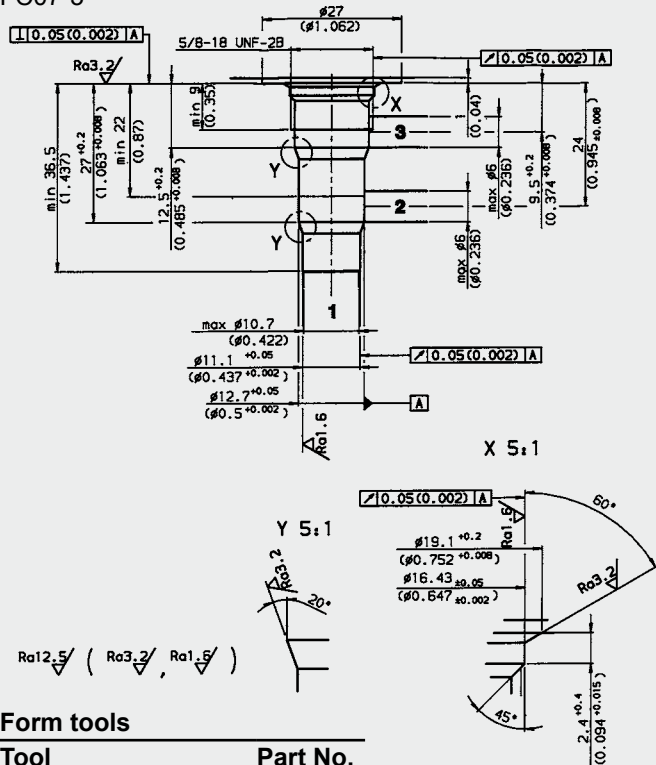 ø27
(ø1.062)
⊥ 0.05(0.002) A
5/8-18 UNF-2B
↗ 0.05(0.002) A
Ra3.2
X
min 9
(0.35)
(0.04)
3
min 36.5
(1.437)
27 +0.2
(1.063 +0.008)
min 22
(0.87)
12.5 +0.2
(0.485 +0.008)
Y
max ø6
(ø0.236)
9.5 +0.2
(0.374 +0.008)
24
(0.945 ±0.008)
2
Y
max ø6
(ø0.236)
1
max ø10.7
(ø0.422)
↗ 0.05(0.002) A
ø11.1 +0.05
(ø0.437 +0.002)
ø12.7 +0.05
(ø0.5 +0.002)
A
Ra1.6
X 5:1
↗ 0.05(0.002) A
60°
Ra1.6
Y 5:1
ø19.1 +0.2
(ø0.752 +0.008)
Ra3.2
ø16.43 ±0.05
(ø0.647 ±0.002)
Ra3.2
20°
Ra12.5 ( Ra3.2 , Ra1.6 )
45°
2.4 +0.4
(0.094 +0.015)
Form tools
Tool Part No.